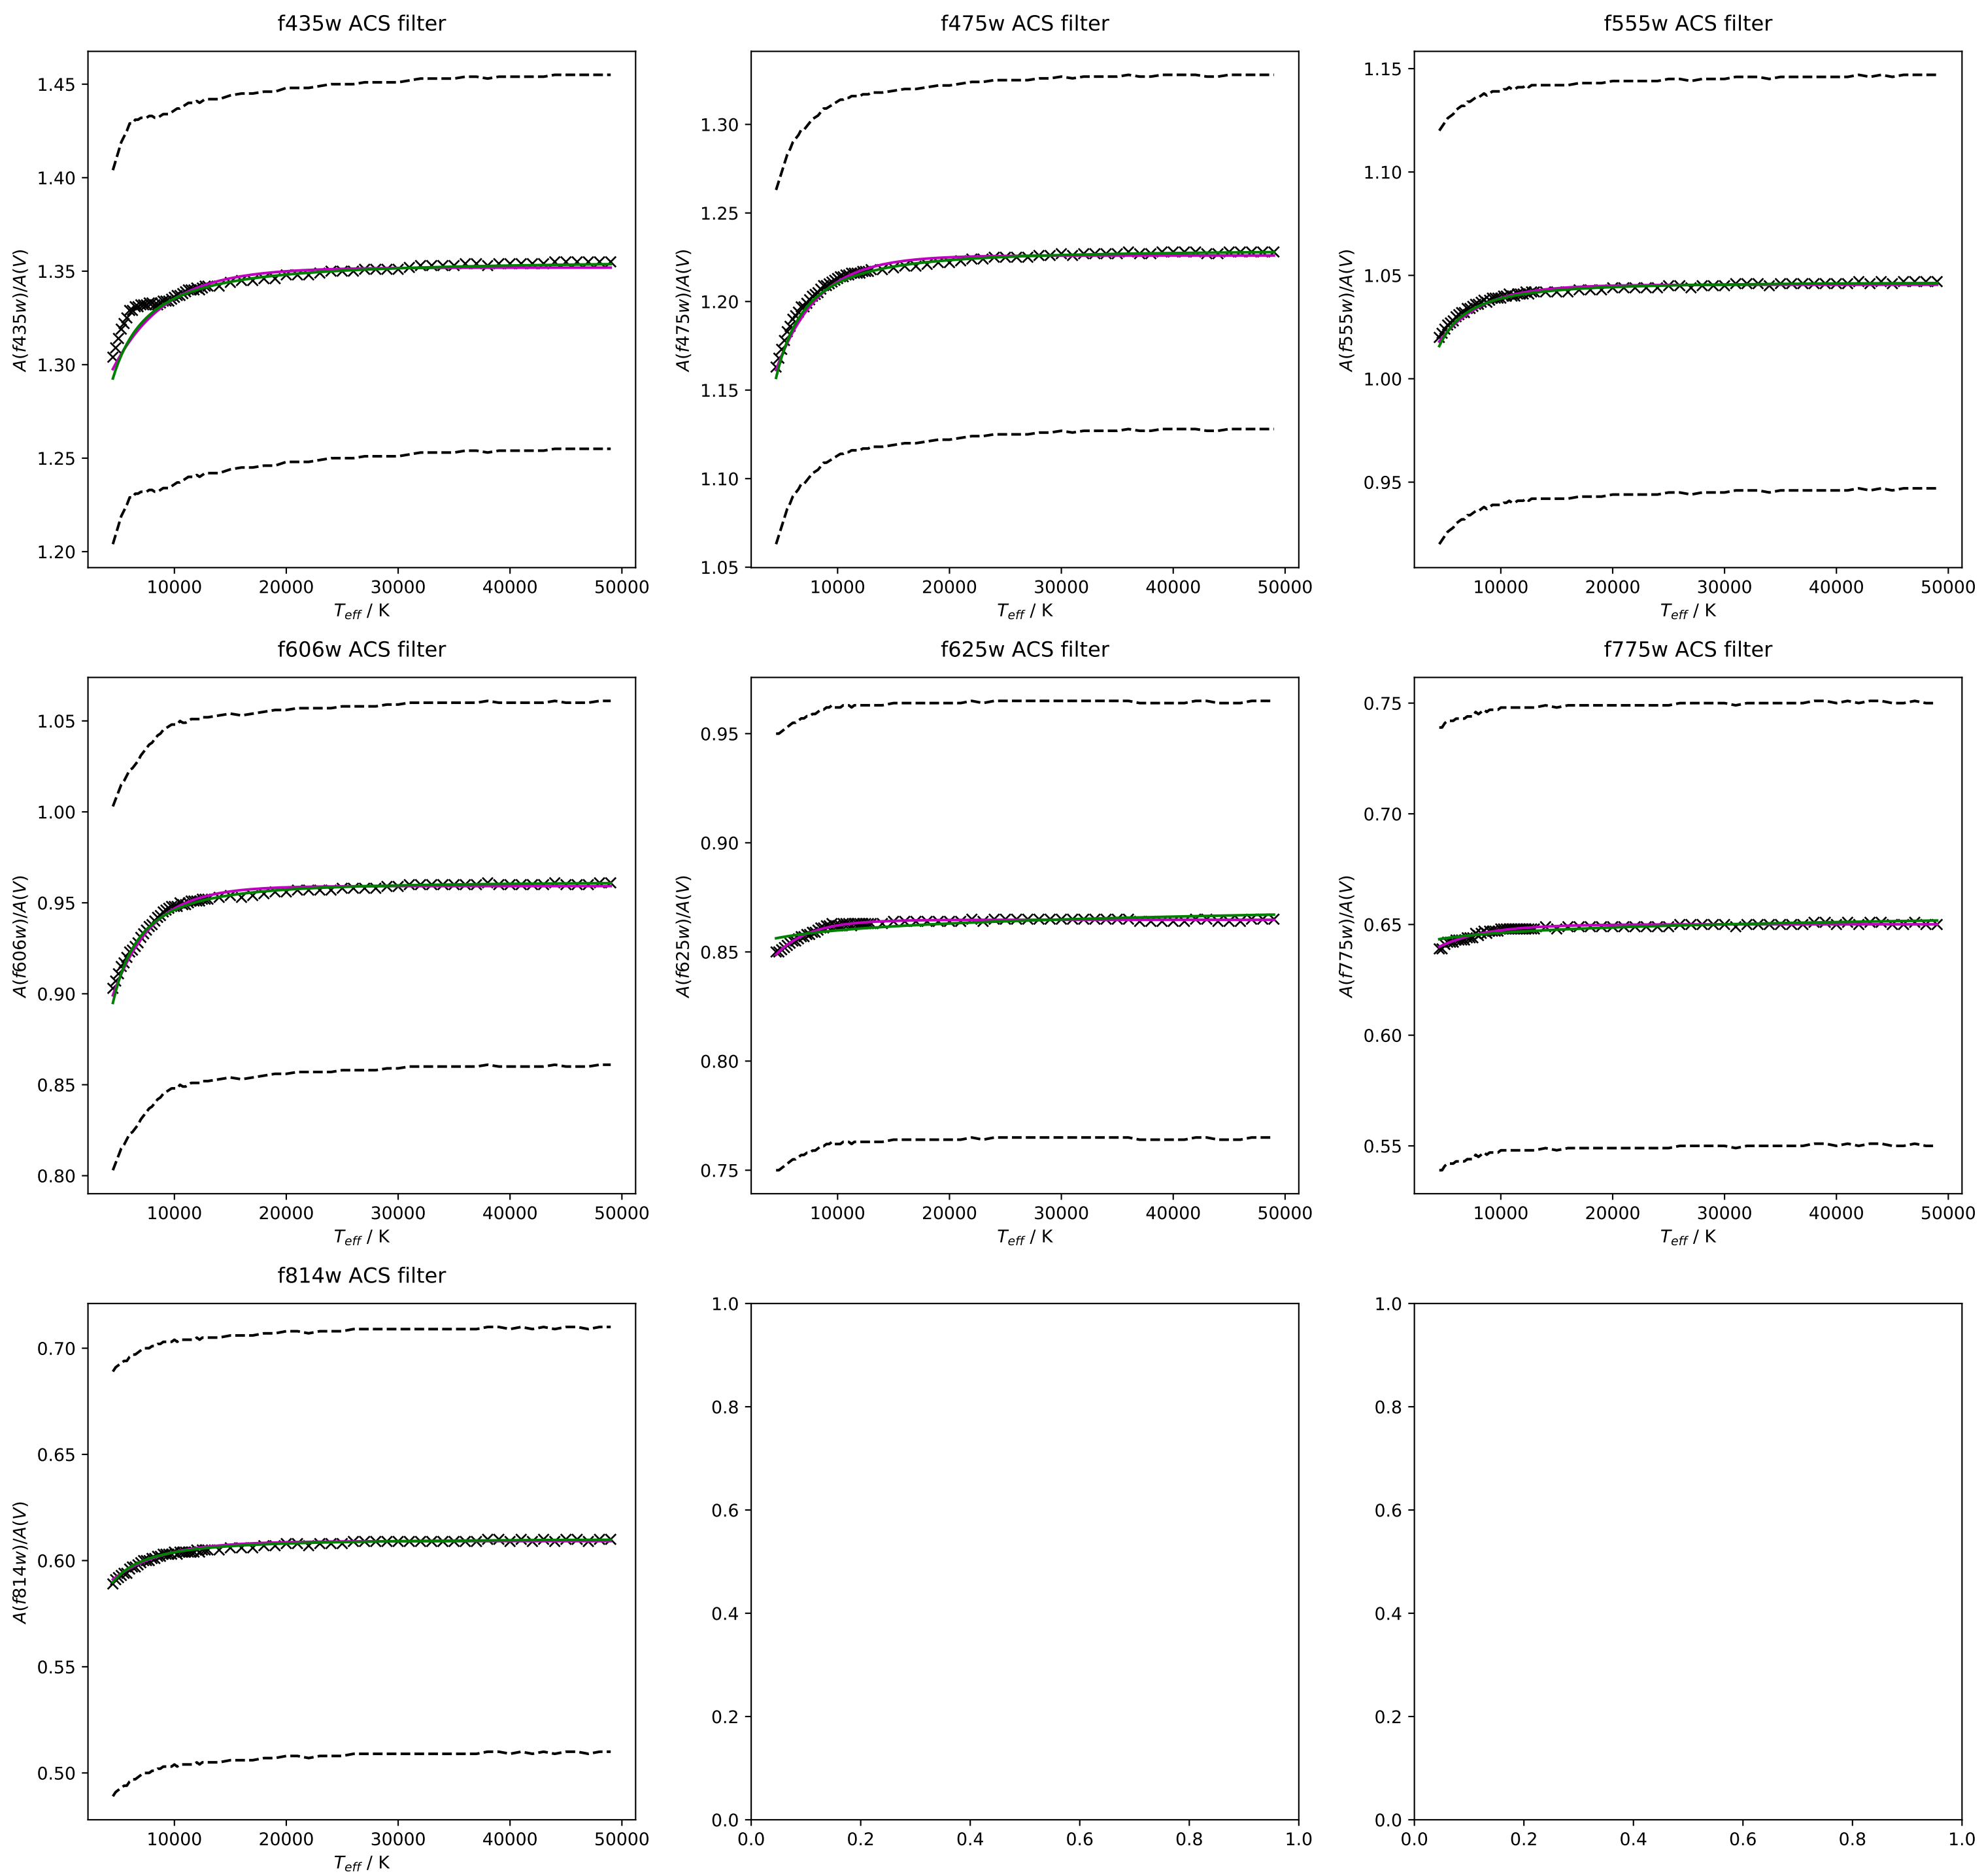 f435w ACS filter
f475w ACS filter
f555w ACS filter
1.45
1.40
1.35
1.30
1.25
1.20
A(f435w)/A(V)
10000 20000 30000 40000 50000
T_eff / K
1.30
1.25
1.20
1.15
1.10
1.05
A(f475w)/A(V)
10000 20000 30000 40000 50000
T_eff / K
1.15
1.10
1.05
1.00
0.95
A(f555w)/A(V)
10000 20000 30000 40000 50000
T_eff / K
f606w ACS filter
f625w ACS filter
f775w ACS filter
1.05
1.00
0.95
0.90
0.85
0.80
A(f606w)/A(V)
10000 20000 30000 40000 50000
T_eff / K
0.95
0.90
0.85
0.80
0.75
A(f625w)/A(V)
10000 20000 30000 40000 50000
T_eff / K
0.75
0.70
0.65
0.60
0.55
A(f775w)/A(V)
10000 20000 30000 40000 50000
T_eff / K
f814w ACS filter
0.70
0.65
0.60
0.55
0.50
A(f814w)/A(V)
10000 20000 30000 40000 50000
T_eff / K
1.0
0.8
0.6
0.4
0.2
0.0
0.0 0.2 0.4 0.6 0.8 1.0
1.0
0.8
0.6
0.4
0.2
0.0
0.0 0.2 0.4 0.6 0.8 1.0